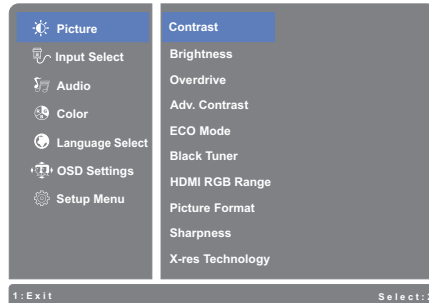 Picture
Input Select
Audio
Color
Language Select
OSD Settings
Setup Menu
Contrast
Brightness
Overdrive
Adv. Contrast
ECO Mode
Black Tuner
HDMI RGB Range
Picture Format
Sharpness
X-res Technology
1:Exit Select: